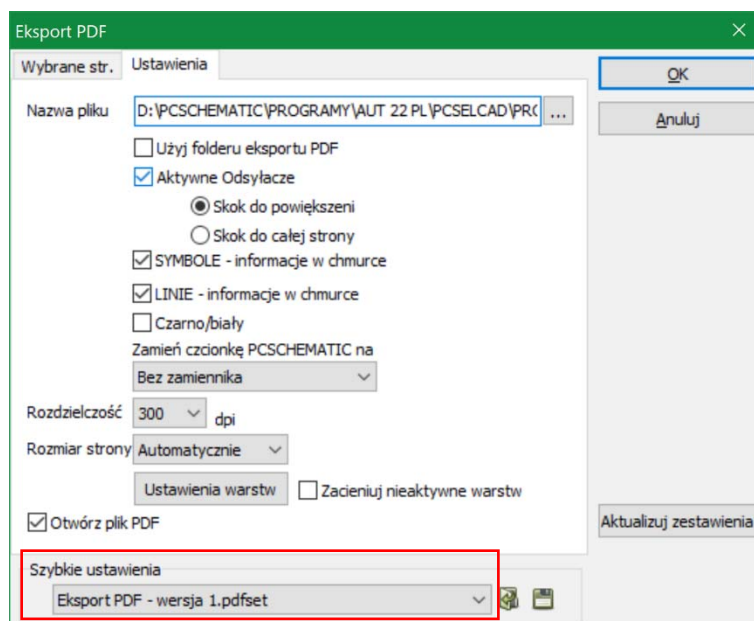 Eksport PDF
Wybrane str. Ustawienia
OK
Nazwa pliku D:\PCSCHEMATIC\PROGRAMY\AUT 22 PL\PCSELCAD\PR( ...
Anuluj
Użyj folderu eksportu PDF
Aktywne Odsyłacze
Skok do powiększeni
Skok do całej strony
SYMBOLE - informacje w chmurce
LINIE - informacje w chmurce
Czarno/biały
Zamień czcionkę PCSCHEMATIC na
Bez zamiennika
Rozdzielczość 300 dpi
Rozmiar strony Automatycznie
Ustawienia warstw Zacieniuj nieaktywne warstw
Otwórz plik PDF
Aktualizuj zestawienia
Szybkie ustawienia
Eksport PDF - wersja 1.pdfset